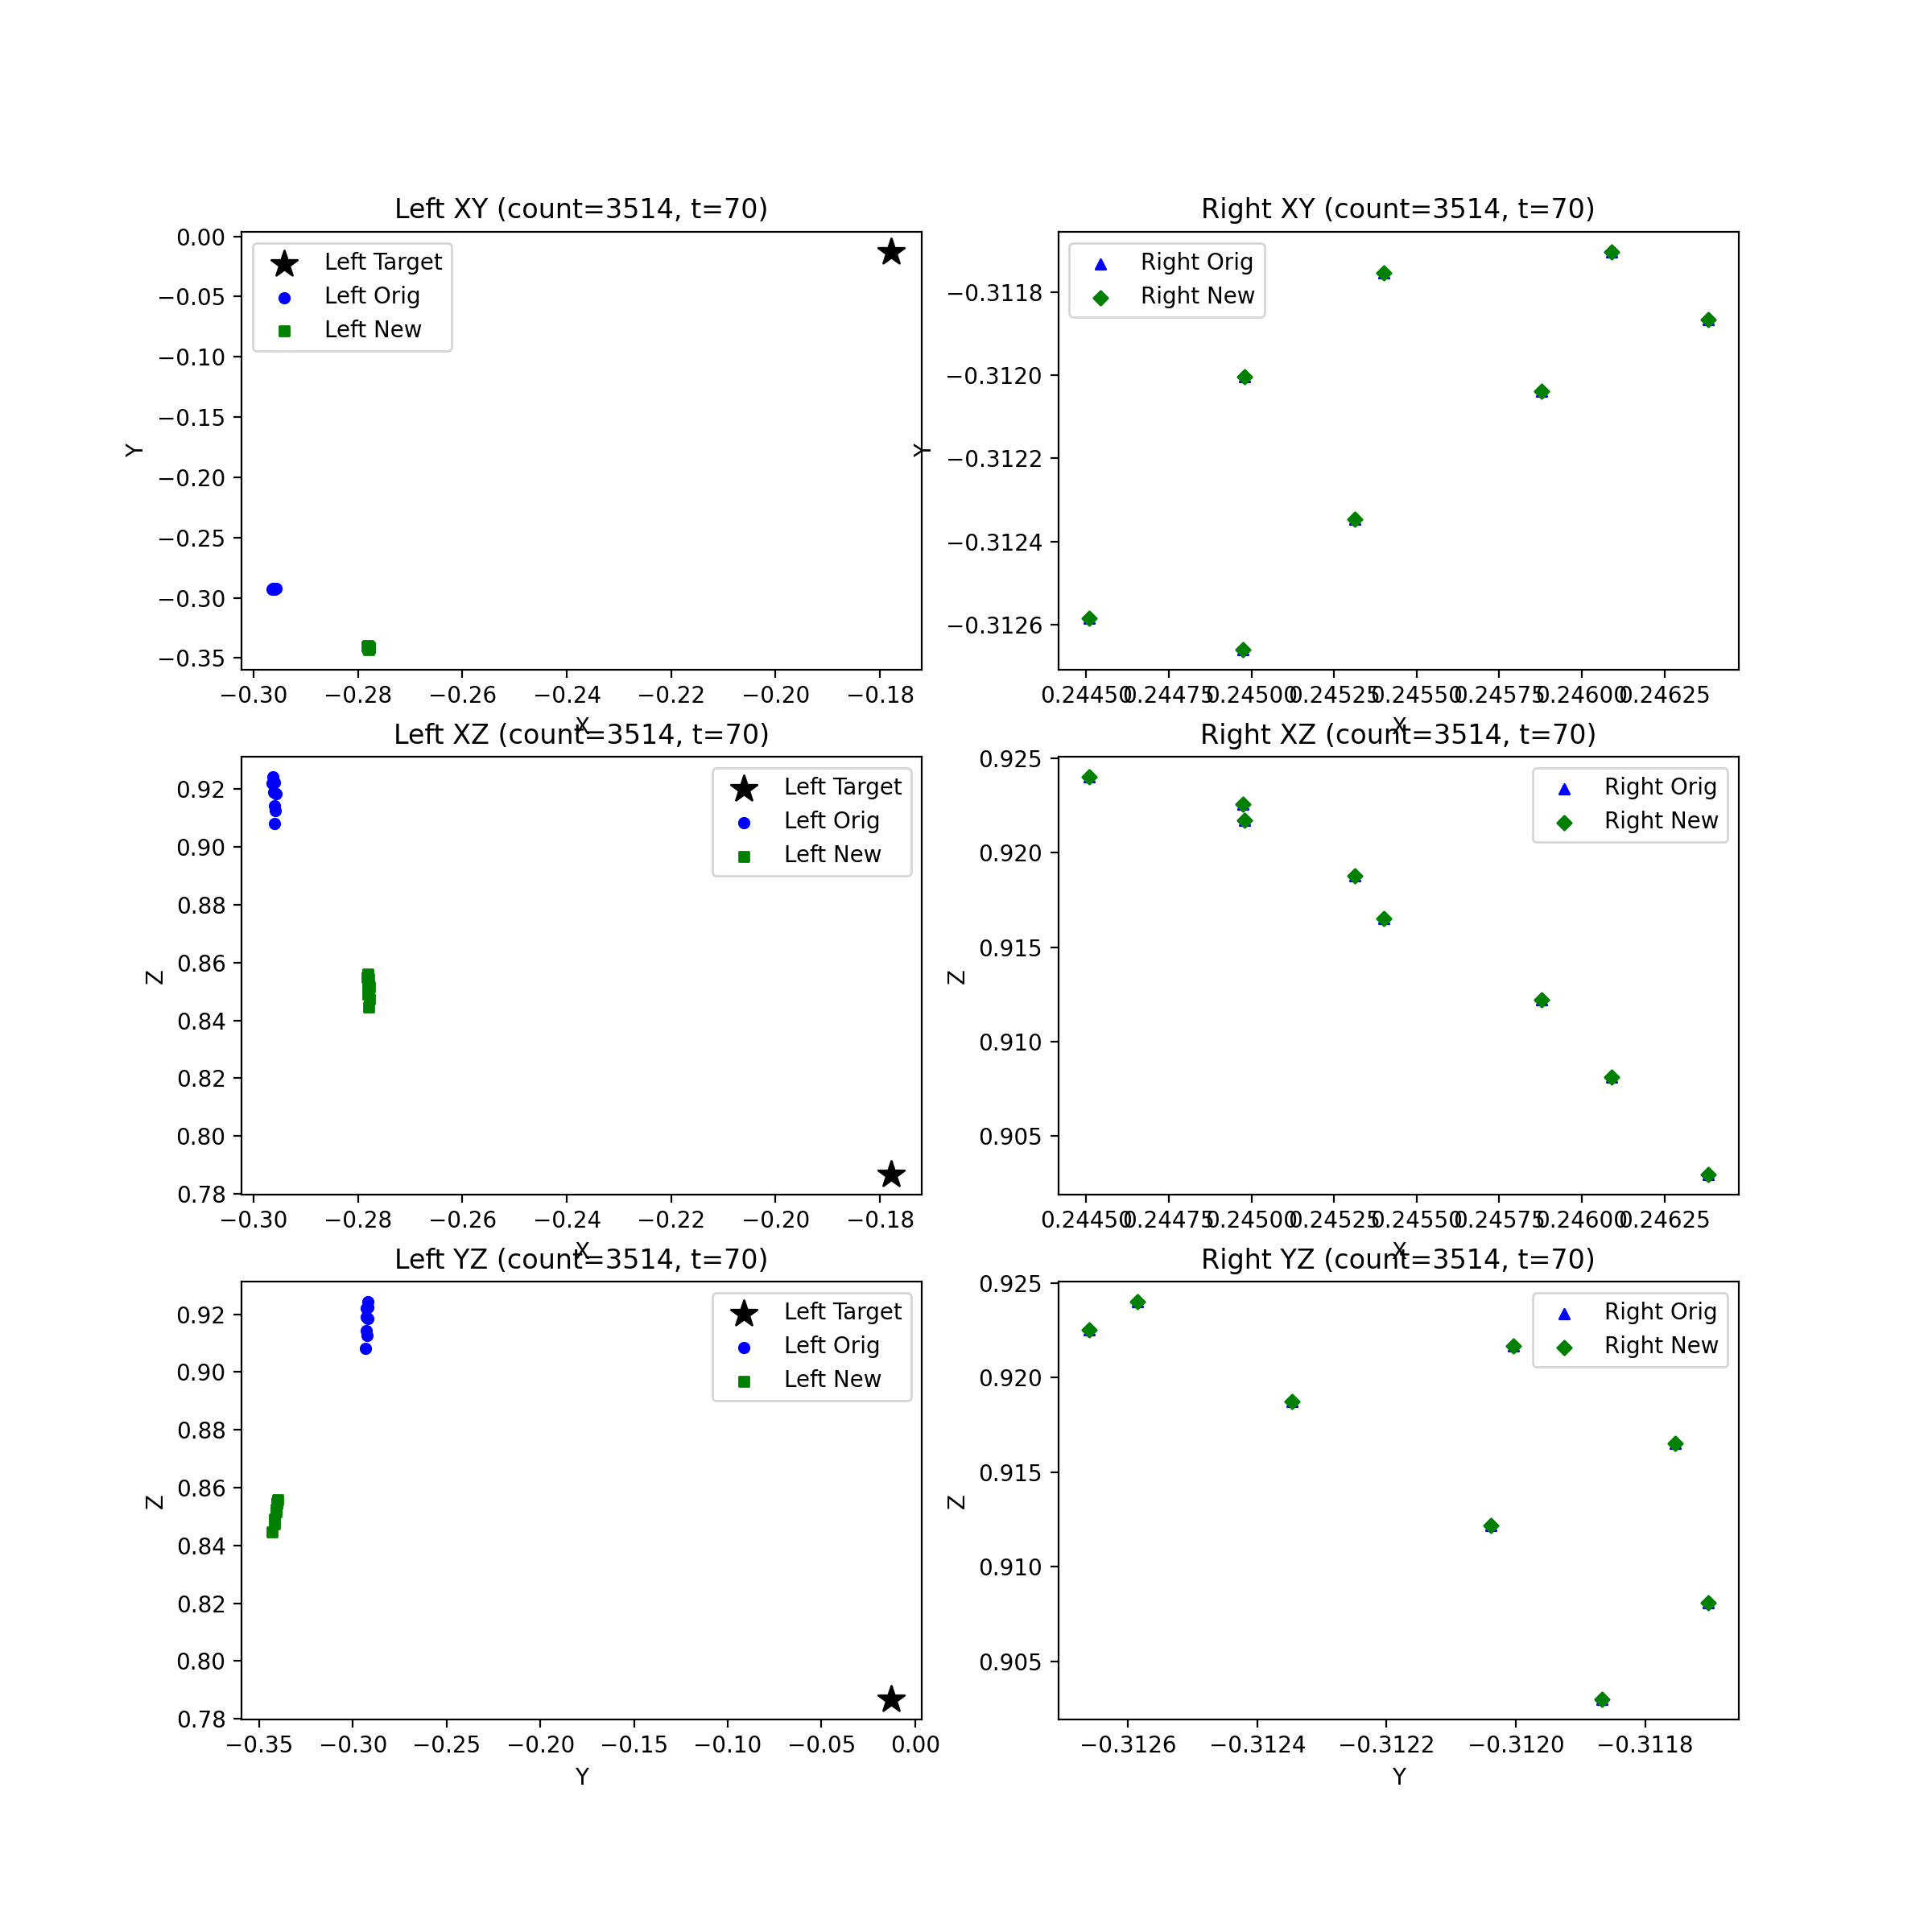 Left XY (count=3514, t=70)
Left Target
Left Orig
Left New
0.00
−0.05
−0.10
−0.15
−0.20
−0.25
−0.30
−0.35
Y
−0.30 −0.28 −0.26 −0.24 −0.22 −0.20 −0.18
X
Right XY (count=3514, t=70)
Right Orig
Right New
−0.3118
−0.3120
−0.3122
−0.3124
−0.3126
Y
0.24450 0.24475 0.24500 0.24525 0.24550 0.24575 0.24600 0.24625
X
Left XZ (count=3514, t=70)
Left Target
Left Orig
Left New
0.92
0.90
0.88
0.86
0.84
0.82
0.80
0.78
Z
−0.30 −0.28 −0.26 −0.24 −0.22 −0.20 −0.18
X
Right XZ (count=3514, t=70)
Right Orig
Right New
0.925
0.920
0.915
0.910
0.905
Z
0.24450 0.24475 0.24500 0.24525 0.24550 0.24575 0.24600 0.24625
X
Left YZ (count=3514, t=70)
Left Target
Left Orig
Left New
0.92
0.90
0.88
0.86
0.84
0.82
0.80
0.78
Z
−0.35 −0.30 −0.25 −0.20 −0.15 −0.10 −0.05 0.00
Y
Right YZ (count=3514, t=70)
Right Orig
Right New
0.925
0.920
0.915
0.910
0.905
Z
−0.3126 −0.3124 −0.3122 −0.3120 −0.3118
Y